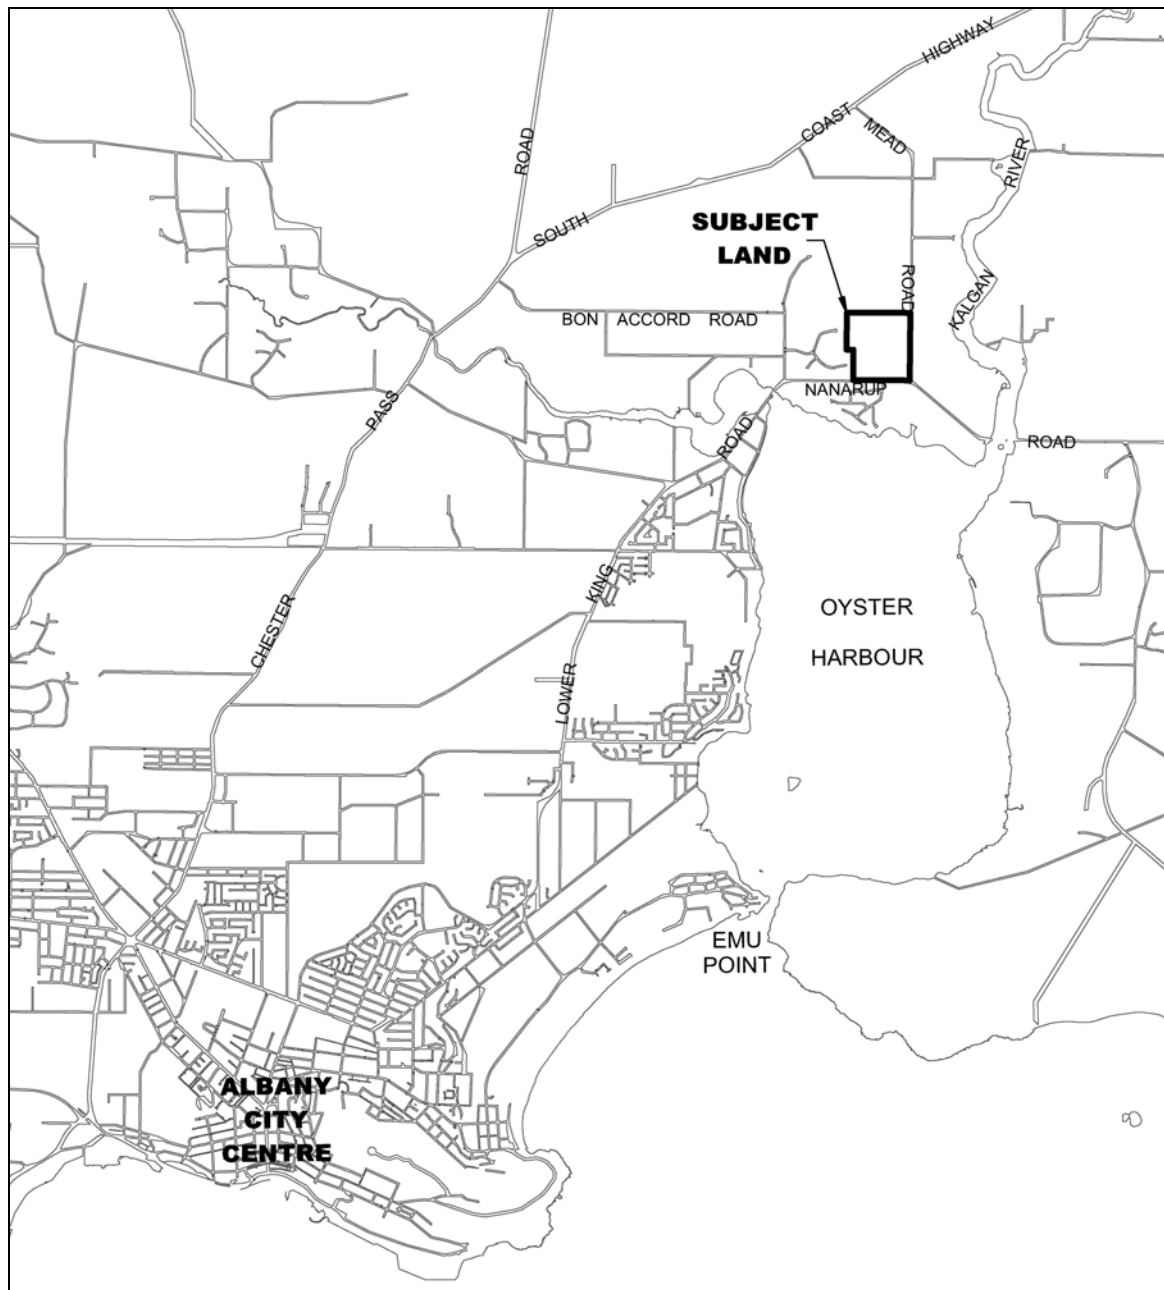 HIGHWAY
COAST
MEAD
ROAD
RIVER
SOUTH
SUBJECT
LAND
ROAD
KALGAN
BON ACCORD ROAD
NANARUP
PASS
ROAD
ROAD
KING
OYSTER
HARBOUR
CHESTER
LOWER
EMU
POINT
ALBANY
CITY
CENTRE